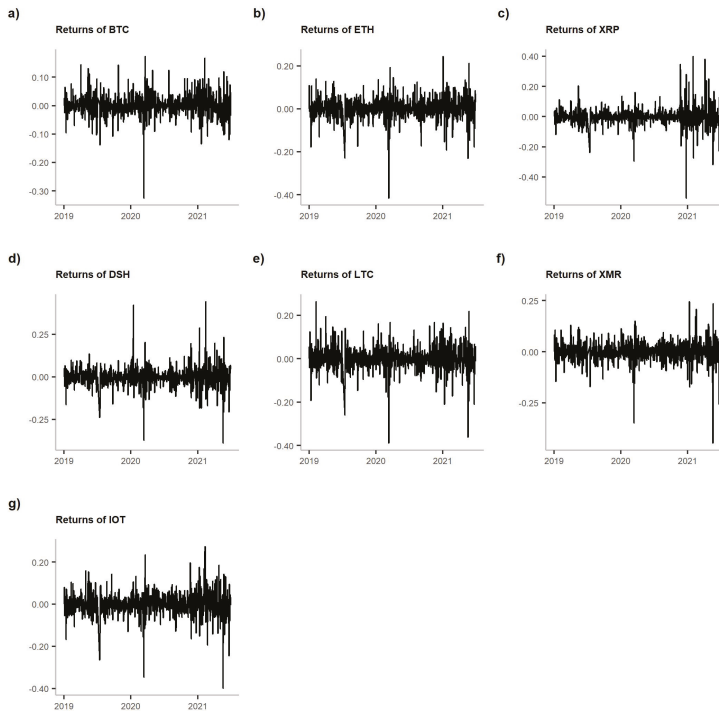 a)
Returns of BTC
0.10
0.00
-0.10
-0.30
2019 2020 2021
b)
Returns of ETH
0.20
0.00
-0.20
-0.40
2019 2020 2021
c)
Returns of XRP
0.40
0.20
0.00
-0.20
-0.40
2019 2020 2021
d)
Returns of DSH
0.25
0.00
-0.25
2019 2020 2021
e)
Returns of LTC
0.20
0.00
-0.20
-0.40
2019 2020 2021
f)
Returns of XMR
0.25
0.00
-0.25
2019 2020 2021
g)
Returns of IOT
0.20
0.00
-0.20
-0.40
2019 2020 2021